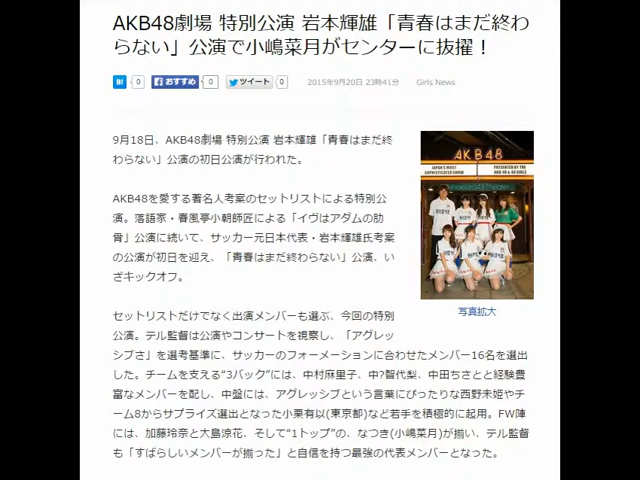 AKB48劇場 特別公演 岩本輝雄「青春はまだ終わ
らない」公演で小嶋菜月がセンターに抜擢！
B! 0 おすすめ 0 ツイート 0 2015年9月20日 23時41分 Girls News
9月18日、AKB48劇場 特別公演 岩本輝雄「青春はまだ終
わらない」公演の初日公演が行われた。
AKB48を愛する著名人考案のセットリストによる特別公
演。落語家・春風亭小朝師匠による「イヴはアダムの肋
骨」公演に続いて、サッカー元日本代表・岩本輝雄氏考案
の公演が初日を迎え、「青春はまだ終わらない」公演、い
ざキックオフ。
AKB48
JAPAN'S MOST
SOPHISTICATED SHOW
PRESENTED BY THE
写真拡大
セットリストだけでなく出演メンバーも選ぶ、今回の特別
公演。テル監督は公演やコンサートを視察し、「アグレッ
シブさ」を選考基準に、サッカーのフォーメーションに合わせたメンバー16名を選出
した。チームを支える“3バック”には、中村麻里子、中?智代梨、中田ちさとと経験豊
富なメンバーを配し、中盤には、アグレッシブという言葉にぴったりな西野未姫やチ
ーム8からサプライズ選出となった小栗有以(東京都)など若手を積極的に起用。FW陣
には、加藤玲奈と大島涼花、そして“1トップ”の、なつき(小嶋菜月)が揃い、テル監督
も「すばらしいメンバーが揃った」と自信を持つ最強の代表メンバーとなった。